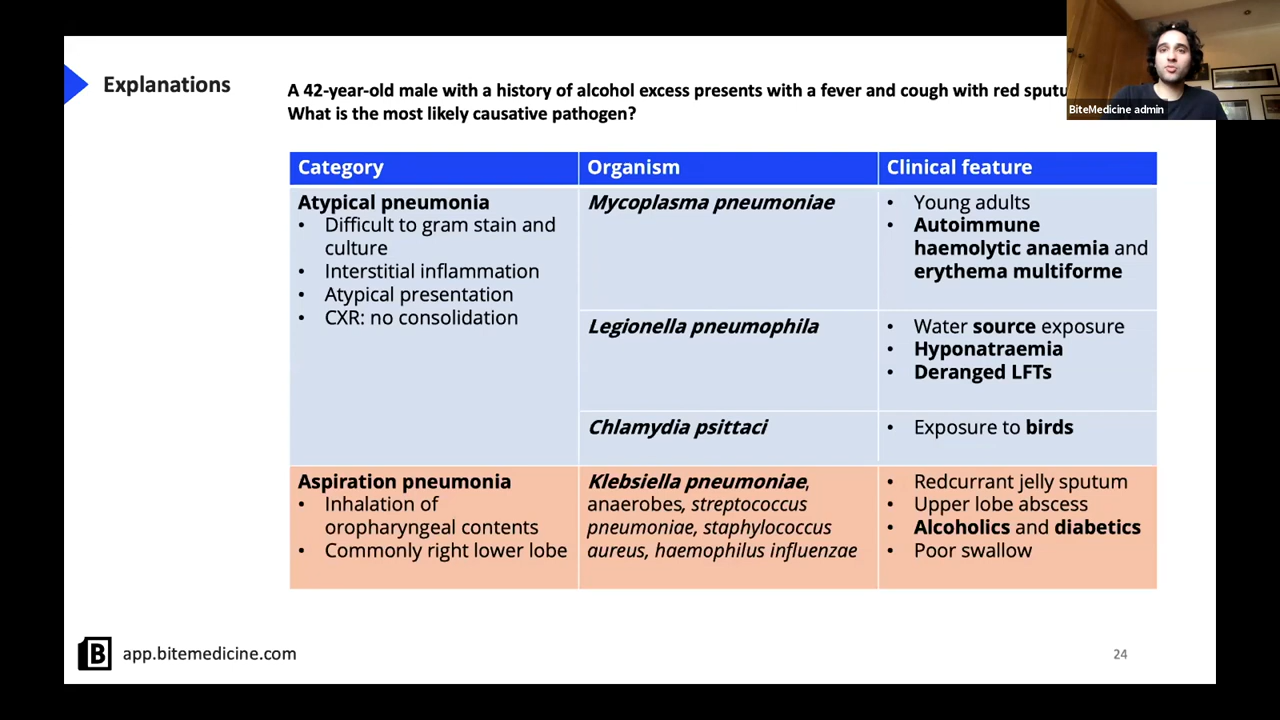 Explanations
A 42-year-old male with a history of alcohol excess presents with a fever and cough with red
What is the most likely causative pathogen?
BiteMedicine admin
Category
Organism
Clinical feature
Atypical pneumonia
• Difficult to gram stain and
culture
• Interstitial inflammation
• Atypical presentation
• CXR: no consolidation
Mycoplasma pneumoniae
• Young adults
• Autoimmune
haemolytic anaemia and
erythema multiforme
Legionella pneumophila
• Water source exposure
• Hyponatraemia
• Deranged LFTs
Chlamydia psittaci
• Exposure to birds
Aspiration pneumonia
• Inhalation of
oropharyngeal contents
• Commonly right lower lobe
Klebsiella pneumoniae,
anaerobes, streptococcus
pneumoniae, staphylococcus
aureus, haemophilus influenzae
• Redcurrant jelly sputum
• Upper lobe abscess
• Alcoholics and diabetics
• Poor swallow
B
app.bitemedicine.com
24